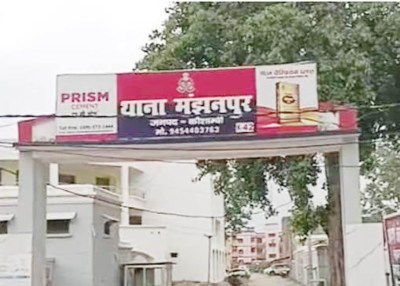 PRISM
CEMENT
थाना मंझनपुर
जनपद - कौशाम्बी
मो. 9454403763